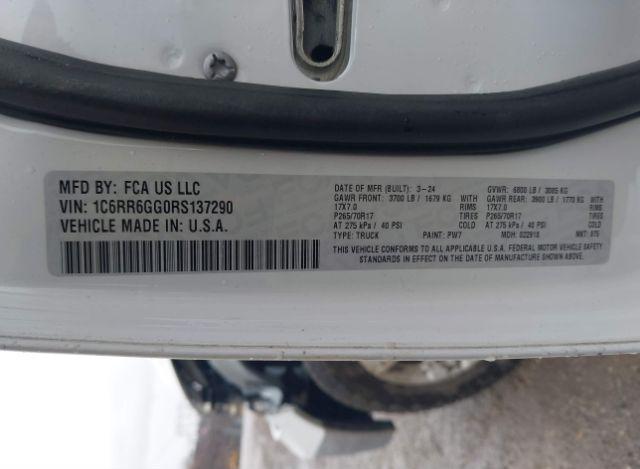 MFD BY: FCA US LLC
VIN: 1C6RR6GG0RS137290
VEHICLE MADE IN: U.S.A.
DATE OF MFR (BUILT): 3-24 GVWR: 6800 LB / 3085 KG
GAWR FRONT: 3700 LB / 1679 KG WITH GAWR REAR: 3900 LB / 1770 KG WITH
17X7.0 RIMS 17X7.0 RIMS
P265/70R17 TIRES P265/70R17 TIRES
AT 275 kPa / 40 PSI COLD AT 275 kPa / 40 PSI COLD
TYPE: TRUCK PAINT: PW7 MDH: 022918 MKT: 875
THIS VEHICLE CONFORMS TO ALL APPLICABLE U.S.A. FEDERAL MOTOR VEHICLE SAFETY
STANDARDS IN EFFECT ON THE DATE OF MANUFACTURE SHOWN ABOVE.